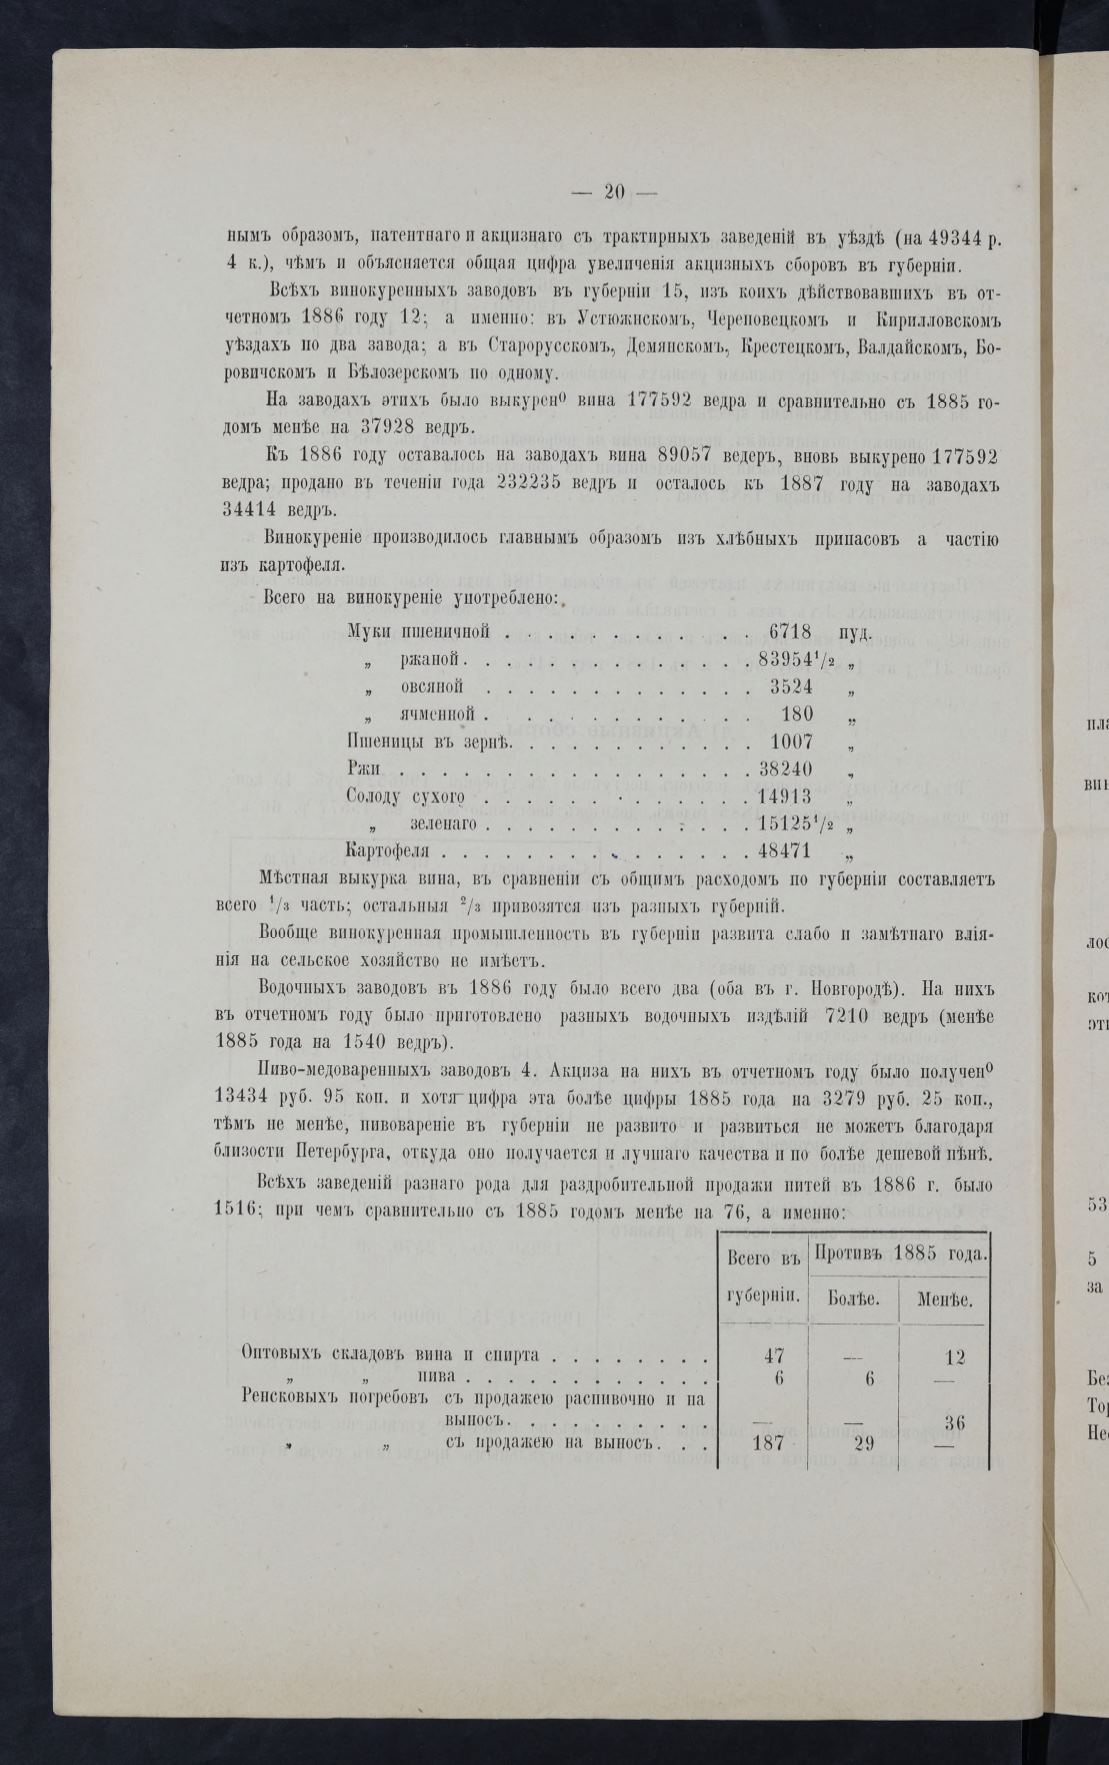 — 20 —
нымъ образомъ, патентнаго и акцизнаго съ трактирныхъ заведеній въ уѣздѣ (на 49344 р.
4 к.), чѣмъ и объясняется общая цифра увеличенія акцизныхъ сборовъ въ губерніи.
Всѣхъ винокуренныхъ заводовъ въ губерніи 15, изъ коихъ дѣйствовавшихъ въ от-
четномъ 1886 году 12; а именно: въ Устюжнскомъ, Череповецкомъ и Кирилловскомъ
уѣздахъ по два завода; а въ Старорусскомъ, Демянскомъ, Крестецкомъ, Валдайскомъ, Бо-
ровичскомъ и Бѣлозерскомъ по одному.
На заводахъ этихъ было выкурено вина 177592 ведра и сравнительно съ 1885 го-
домъ менѣе на 37928 ведръ.
Къ 1886 году оставалось на заводахъ вина 89057 ведеръ, вновь выкурено 177592
ведра; продано въ теченіи года 232235 ведръ и осталось къ 1887 году на заводахъ
34414 ведръ.
Винокуреніе производилось главнымъ образомъ изъ хлѣбныхъ припасовъ а частію
изъ картофеля.
Всего на винокуреніе употреблено:
Муки пшеничной . . . . . . . . . . . . 6718 пуд.
„ ржаной. . . . . . . . . . . . . . 83954¹/₂ „
„ овсяной . . . . . . . . . . . . . 3524 „
„ ячменной . . . . . . . . . . . . 180 „
Пшеницы въ зернѣ. . . . . . . . . . . . 1007 „
Ржи . . . . . . . . . . . . . . . . . 38240 „
Солоду сухого . . . . . . . . . . . . . 14913 „
„ зеленаго . . . . . . . . . . . . . 15125¹/₂ „
Картофеля . . . . . . . . . . . . . . . 48471 „
Мѣстная выкурка вина, въ сравненіи съ общимъ расходомъ по губерніи составляетъ
всего ¹/₃ часть; остальныя ²/₃ привозятся изъ разныхъ губерній.
Вообще винокуренная промышленность въ губерніи развита слабо и замѣтнаго влія-
нія на сельское хозяйство не имѣетъ.
Водочныхъ заводовъ въ 1886 году было всего два (оба въ г. Новгородѣ). На нихъ
въ отчетномъ году было приготовлено разныхъ водочныхъ издѣлій 7210 ведръ (менѣе
1885 года на 1540 ведръ).
Пиво-медоваренныхъ заводовъ 4. Акциза на нихъ въ отчетномъ году было получено
13434 руб. 95 коп. и хотя цифра эта болѣе цифры 1885 года на 3279 руб. 25 коп.,
тѣмъ не менѣе, пивовареніе въ губерніи не развито и развиться не можетъ благодаря
близости Петербурга, откуда оно получается и лучшаго качества и по болѣе дешевой цѣнѣ.
Всѣхъ заведеній разнаго рода для раздробительной продажи питей въ 1886 г. было
1516; при чемъ сравнительно съ 1885 годомъ менѣе на 76, а именно:
Всего въ Противъ 1885 года.
губерніи. Болѣе. Менѣе.
Оптовыхъ складовъ вина и спирта . . . . . . . . 47 — 12
„ „ пива . . . . . . . . . . . . 6 6 —
Ренсковыхъ погребовъ съ продажею распивочно и на
выносъ. . . . . . . . . . — — 36
„ „ съ продажею на выносъ. . . 187 29 —
лос
кот
эти
53
5
за
Без
Тор